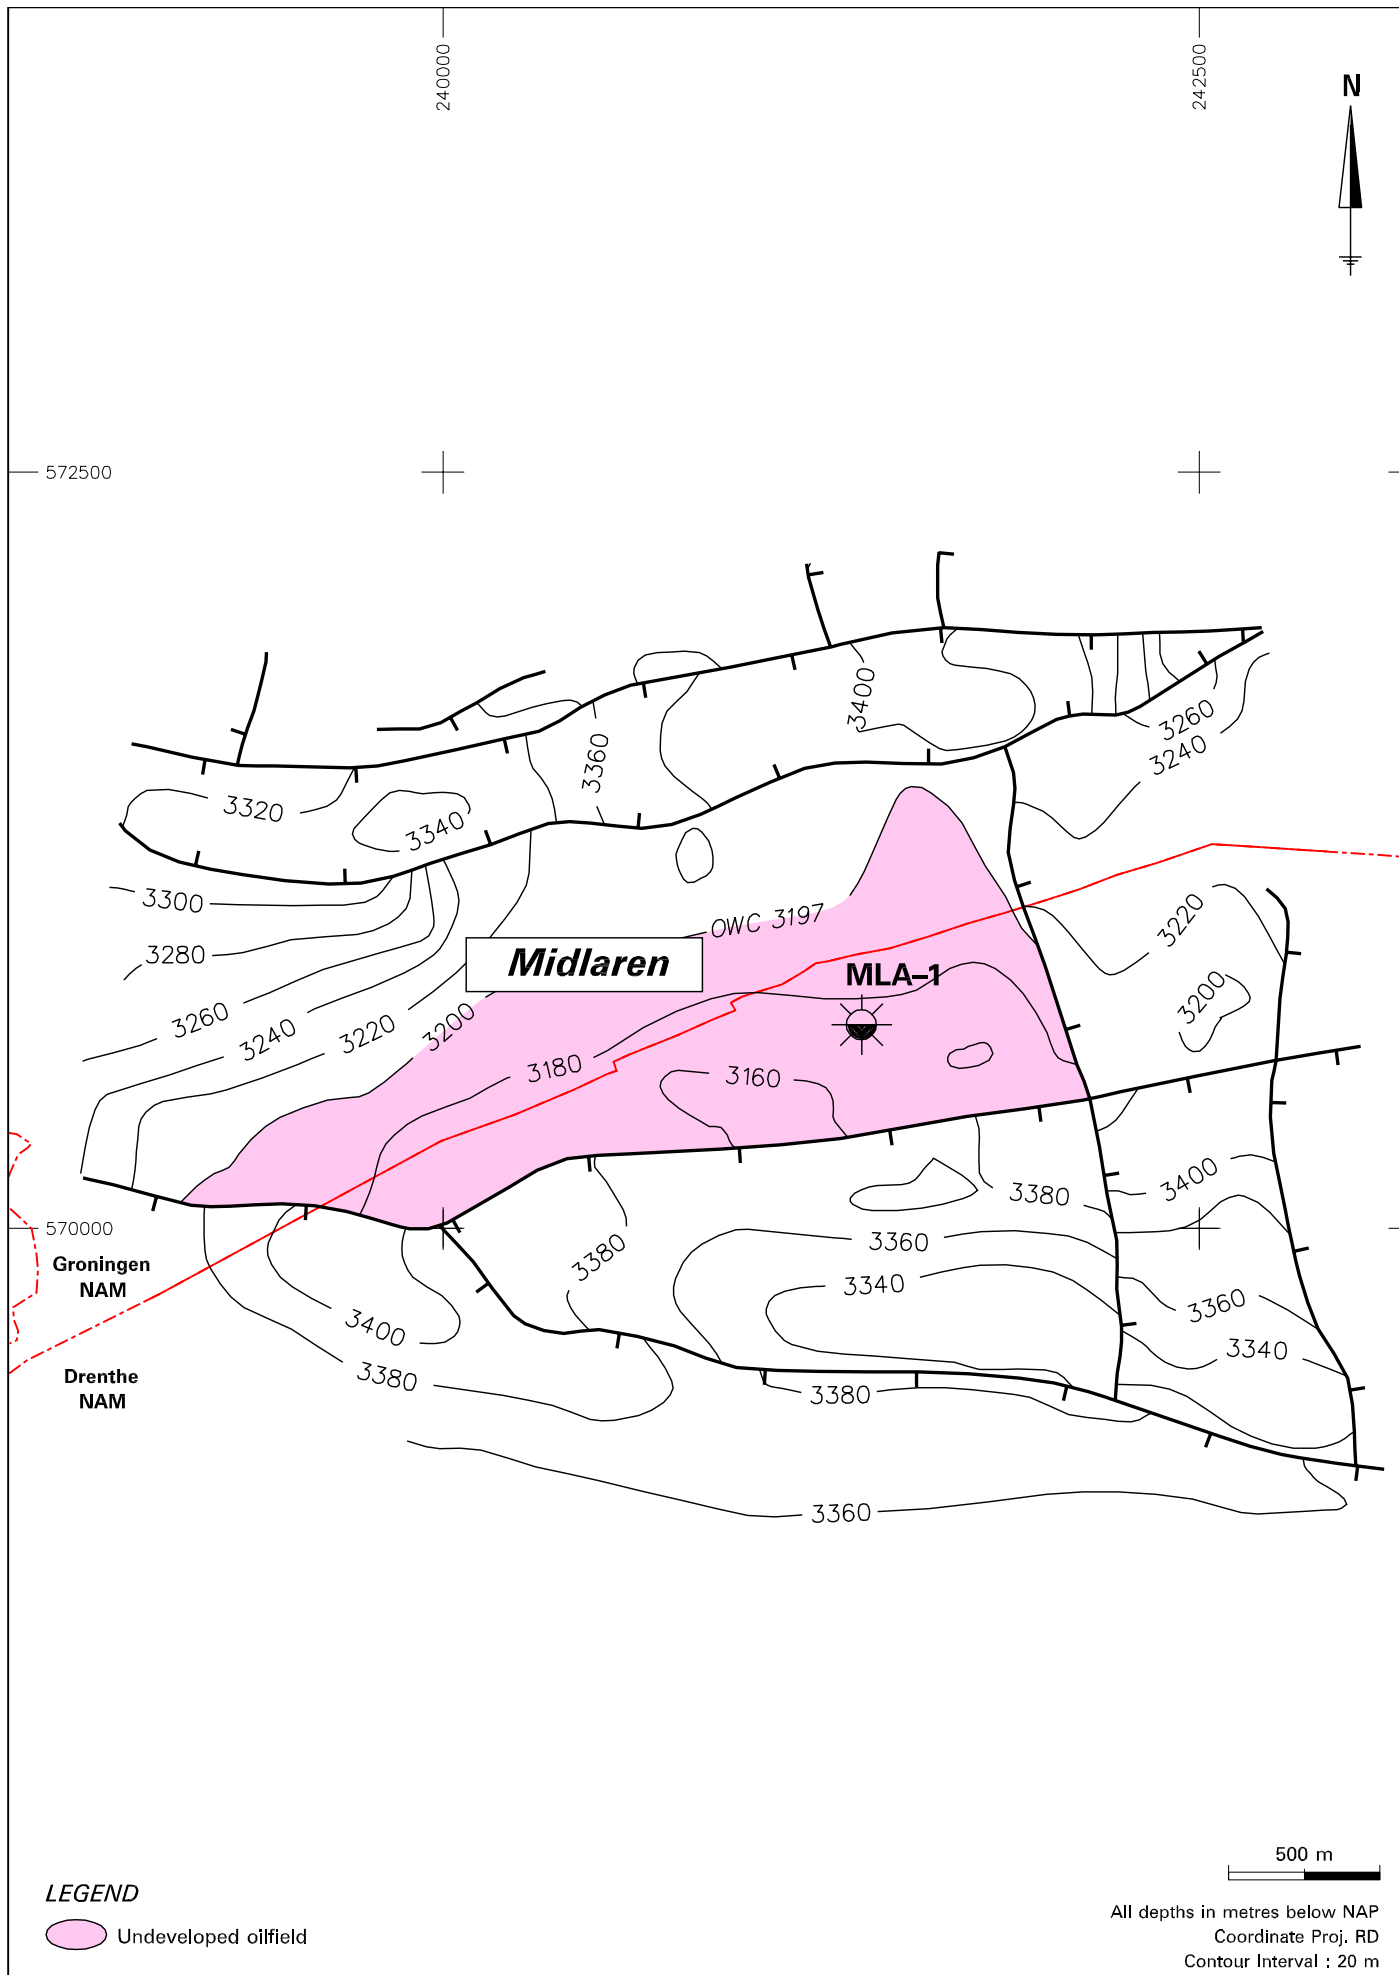 240000
242500
N
572500
3400
3260
3240
3360
3320
3340
3300
OWC 3197
3220
3280
Midlaren
MLA–1
3200
3260
3240
3220
3200
3180
3160
3400
3380
570000
3360
3380
Groningen
NAM
3340
3360
3400
3340
Drenthe
NAM
3380
3380
3360
500 m
LEGEND
All depths in metres below NAP
Undeveloped oilfield
Coordinate Proj. RD
Contour Interval : 20 m